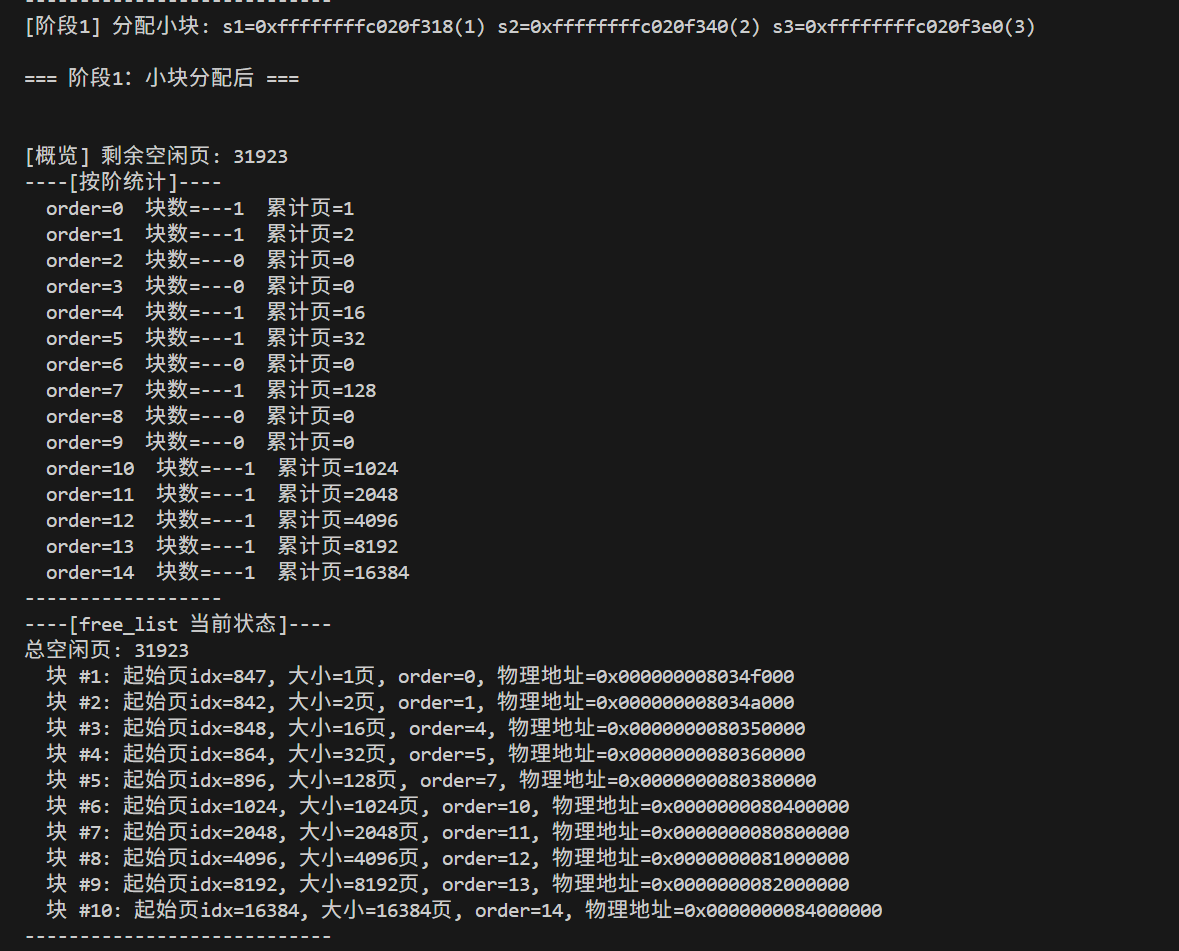 ----------------------------
[阶段1] 分配小块: s1=0xffffffffc020f318(1) s2=0xffffffffc020f340(2) s3=0xffffffffc020f3e0(3)
=== 阶段1: 小块分配后 ===
[概览] 剩余空闲页: 31923
----[按阶统计]----
order=0 块数=---1 累计页=1
order=1 块数=---1 累计页=2
order=2 块数=---0 累计页=0
order=3 块数=---0 累计页=0
order=4 块数=---1 累计页=16
order=5 块数=---1 累计页=32
order=6 块数=---0 累计页=0
order=7 块数=---1 累计页=128
order=8 块数=---0 累计页=0
order=9 块数=---0 累计页=0
order=10 块数=---1 累计页=1024
order=11 块数=---1 累计页=2048
order=12 块数=---1 累计页=4096
order=13 块数=---1 累计页=8192
order=14 块数=---1 累计页=16384
------------------
----[free_list 当前状态]----
总空闲页: 31923
块 #1: 起始页idx=847, 大小=1页, order=0, 物理地址=0x000000008034f000
块 #2: 起始页idx=842, 大小=2页, order=1, 物理地址=0x000000008034a000
块 #3: 起始页idx=848, 大小=16页, order=4, 物理地址=0x0000000080350000
块 #4: 起始页idx=864, 大小=32页, order=5, 物理地址=0x0000000080360000
块 #5: 起始页idx=896, 大小=128页, order=7, 物理地址=0x0000000080380000
块 #6: 起始页idx=1024, 大小=1024页, order=10, 物理地址=0x0000000080400000
块 #7: 起始页idx=2048, 大小=2048页, order=11, 物理地址=0x0000000080800000
块 #8: 起始页idx=4096, 大小=4096页, order=12, 物理地址=0x0000000081000000
块 #9: 起始页idx=8192, 大小=8192页, order=13, 物理地址=0x0000000082000000
块 #10: 起始页idx=16384, 大小=16384页, order=14, 物理地址=0x0000000084000000
----------------------------